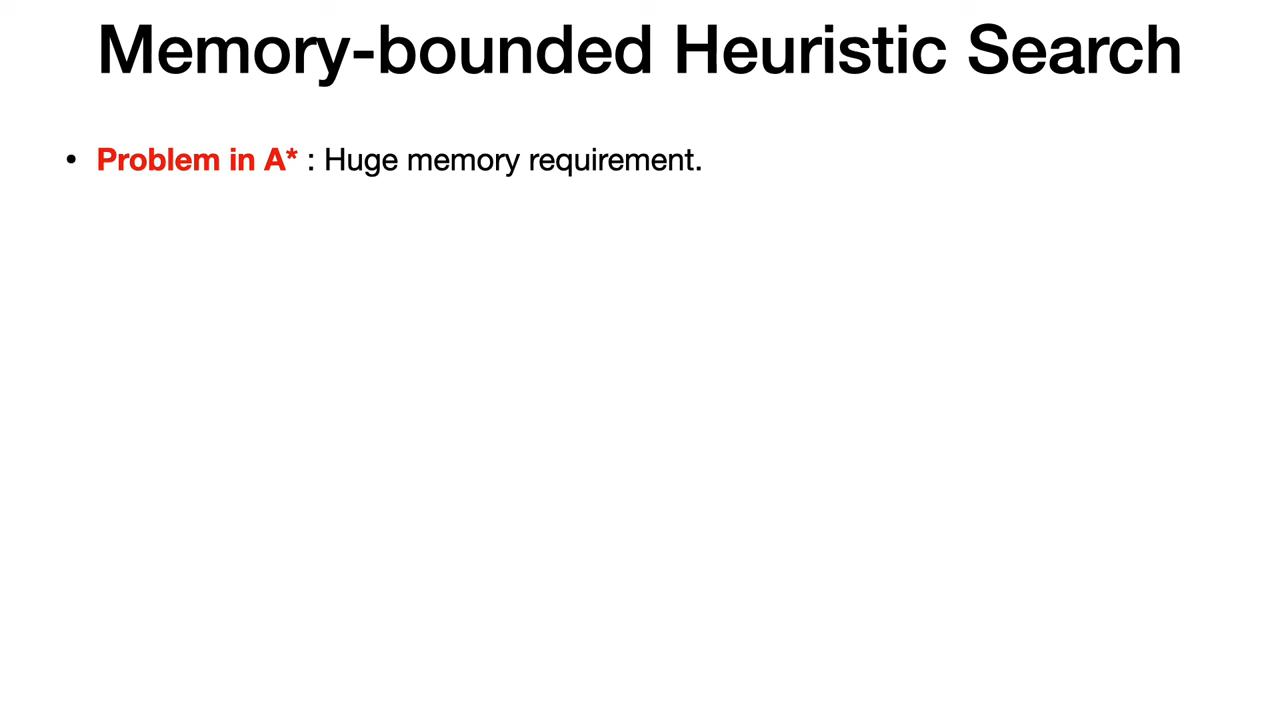 Memory-bounded Heuristic Search
• Problem in A* : Huge memory requirement.